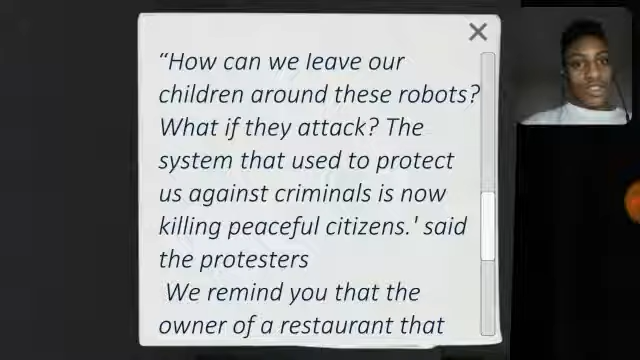 “How can we leave our
children around these robots?
What if they attack? The
system that used to protect
us against criminals is now
killing peaceful citizens.' said
the protesters
We remind you that the
owner of a restaurant that